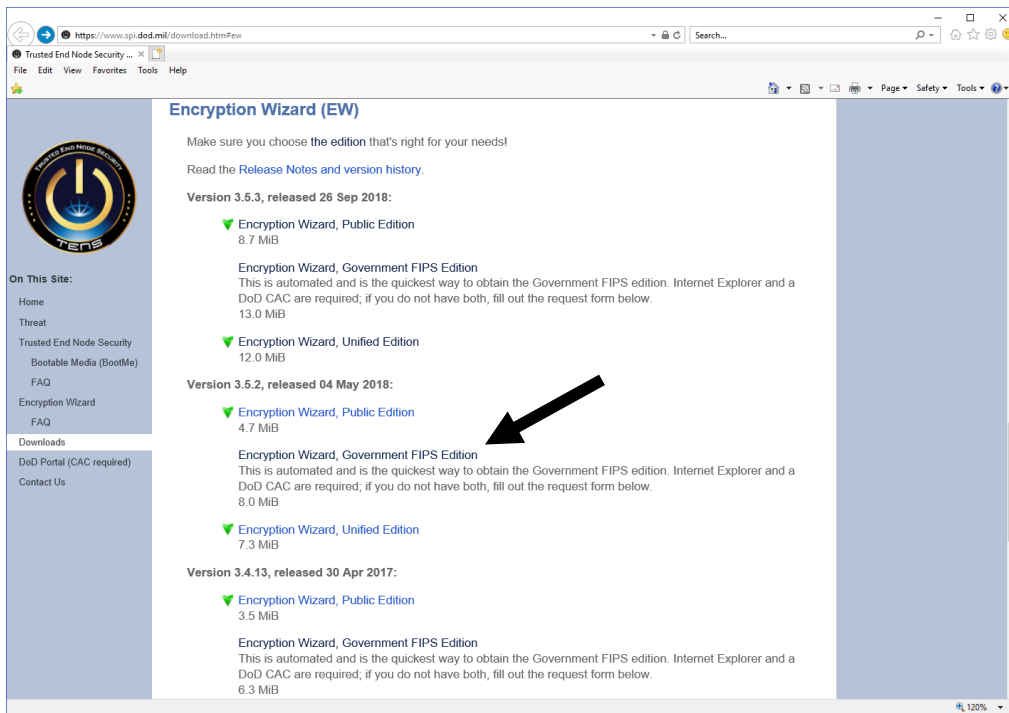 https://www.spi.dod.mil/download.htm#ew
Search...
Trusted End Node Security ...
File Edit View Favorites Tools Help
Page Safety Tools
TRUSTED END NODE SECURITY
TENS
On This Site:
Home
Threat
Trusted End Node Security
Bootable Media (BootMe)
FAQ
Encryption Wizard
FAQ
Downloads
DoD Portal (CAC required)
Contact Us
Encryption Wizard (EW)
Make sure you choose the edition that's right for your needs!
Read the Release Notes and version history.
Version 3.5.3, released 26 Sep 2018:
Encryption Wizard, Public Edition
8.7 MiB
Encryption Wizard, Government FIPS Edition
This is automated and is the quickest way to obtain the Government FIPS edition. Internet Explorer and a
DoD CAC are required; if you do not have both, fill out the request form below.
13.0 MiB
Encryption Wizard, Unified Edition
12.0 MiB
Version 3.5.2, released 04 May 2018:
Encryption Wizard, Public Edition
4.7 MiB
Encryption Wizard, Government FIPS Edition
This is automated and is the quickest way to obtain the Government FIPS edition. Internet Explorer and a
DoD CAC are required; if you do not have both, fill out the request form below.
8.0 MiB
Encryption Wizard, Unified Edition
7.3 MiB
Version 3.4.13, released 30 Apr 2017:
Encryption Wizard, Public Edition
3.5 MiB
Encryption Wizard, Government FIPS Edition
This is automated and is the quickest way to obtain the Government FIPS edition. Internet Explorer and a
DoD CAC are required; if you do not have both, fill out the request form below.
6.3 MiB
120%